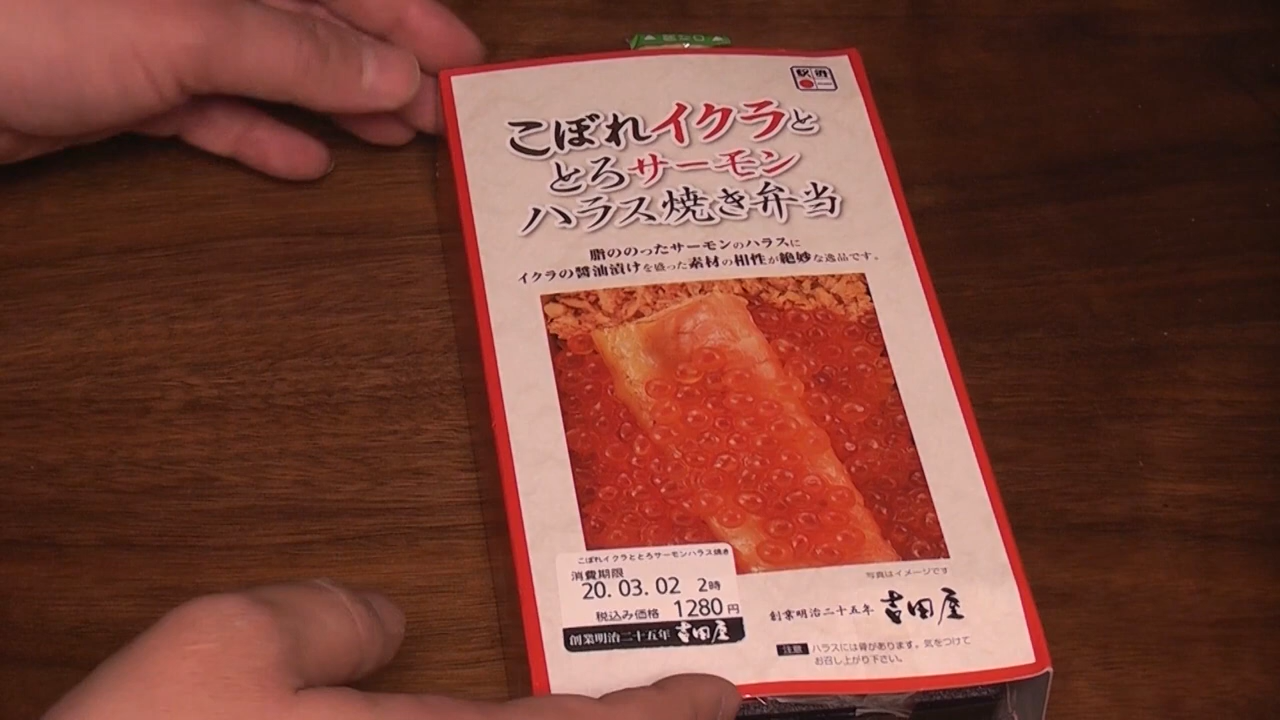 駅弁
こぼれイクラと
とろサーモン
ハラス焼き弁当
脂ののったサーモンのハラスに
イクラの醤油漬けを盛った素材の相性が絶妙な逸品です。
こぼれイクラととろサーモンハラス焼き
消費期限
20.03.02 2時
税込み価格 1280円
創業明治二十五年 吉田屋
写真はイメージです
創業明治二十五年 吉田屋
注意 ハラスには骨があります。気をつけて
お召し上がり下さい。